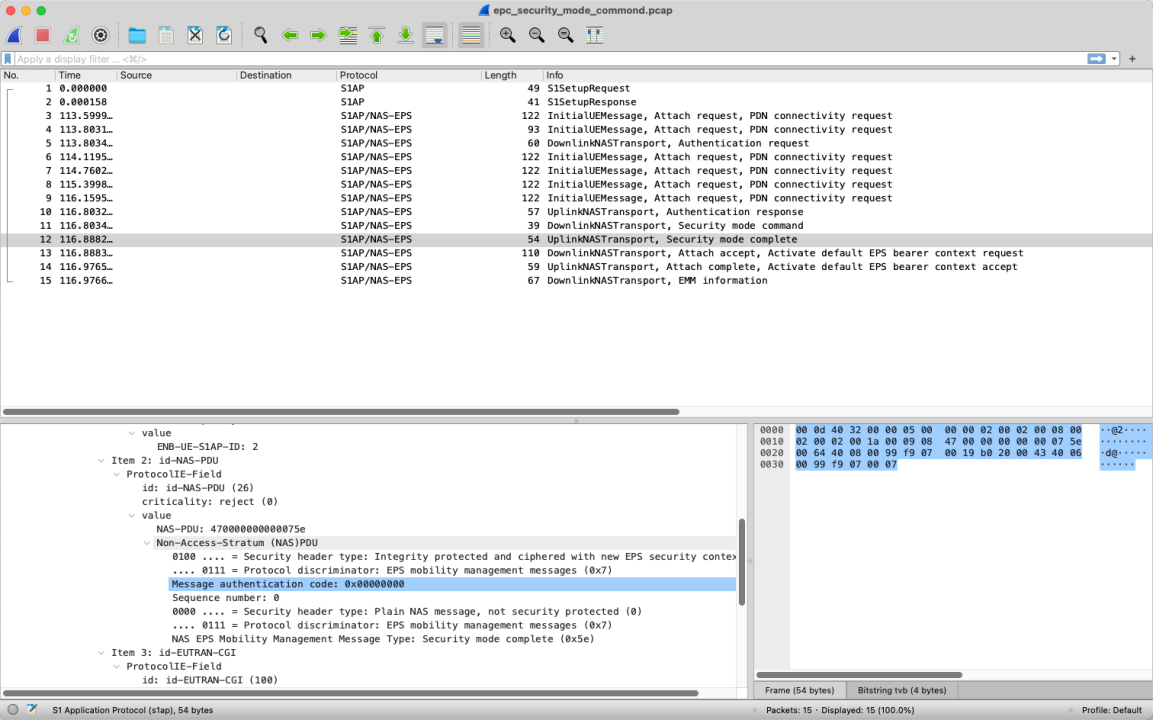 epc_security_mode_commond.pcap
Apply a display filter ... <⌘/>
+
No. Time Source Destination Protocol Length Info
1 0.000000 S1AP 49 S1SetupRequest
2 0.000158 S1AP 41 S1SetupResponse
3 113.5999… S1AP/NAS-EPS 122 InitialUEMessage, Attach request, PDN connectivity request
4 113.8031… S1AP/NAS-EPS 93 InitialUEMessage, Attach request, PDN connectivity request
5 113.8034… S1AP/NAS-EPS 60 DownlinkNASTransport, Authentication request
6 114.1195… S1AP/NAS-EPS 122 InitialUEMessage, Attach request, PDN connectivity request
7 114.7602… S1AP/NAS-EPS 122 InitialUEMessage, Attach request, PDN connectivity request
8 115.3998… S1AP/NAS-EPS 122 InitialUEMessage, Attach request, PDN connectivity request
9 116.1595… S1AP/NAS-EPS 122 InitialUEMessage, Attach request, PDN connectivity request
10 116.8032… S1AP/NAS-EPS 57 UplinkNASTransport, Authentication response
11 116.8034… S1AP/NAS-EPS 39 DownlinkNASTransport, Security mode command
12 116.8882… S1AP/NAS-EPS 54 UplinkNASTransport, Security mode complete
13 116.8883… S1AP/NAS-EPS 110 DownlinkNASTransport, Attach accept, Activate default EPS bearer context request
14 116.9765… S1AP/NAS-EPS 59 UplinkNASTransport, Attach complete, Activate default EPS bearer context accept
15 116.9766… S1AP/NAS-EPS 67 DownlinkNASTransport, EMM information
value
ENB-UE-S1AP-ID: 2
Item 2: id-NAS-PDU
ProtocolIE-Field
id: id-NAS-PDU (26)
criticality: reject (0)
value
NAS-PDU: 470000000000075e
Non-Access-Stratum (NAS)PDU
0100 .... = Security header type: Integrity protected and ciphered with new EPS security contex
.... 0111 = Protocol discriminator: EPS mobility management messages (0x7)
Message authentication code: 0x00000000
Sequence number: 0
0000 .... = Security header type: Plain NAS message, not security protected (0)
.... 0111 = Protocol discriminator: EPS mobility management messages (0x7)
NAS EPS Mobility Management Message Type: Security mode complete (0x5e)
Item 3: id-EUTRAN-CGI
ProtocolIE-Field
id: id-EUTRAN-CGI (100)
0000 00 0d 40 32 00 00 05 00 00 00 02 00 02 00 08 00 ··@2····
0010 02 00 02 00 1a 00 09 08 47 00 00 00 00 00 07 5e ········
0020 00 64 40 08 00 99 f9 07 00 19 b0 20 00 43 40 06 ·d@·····
0030 00 99 f9 07 00 07 ······
Frame (54 bytes) Bitstring tvb (4 bytes)
S1 Application Protocol (s1ap), 54 bytes Packets: 15 · Displayed: 15 (100.0%) Profile: Default